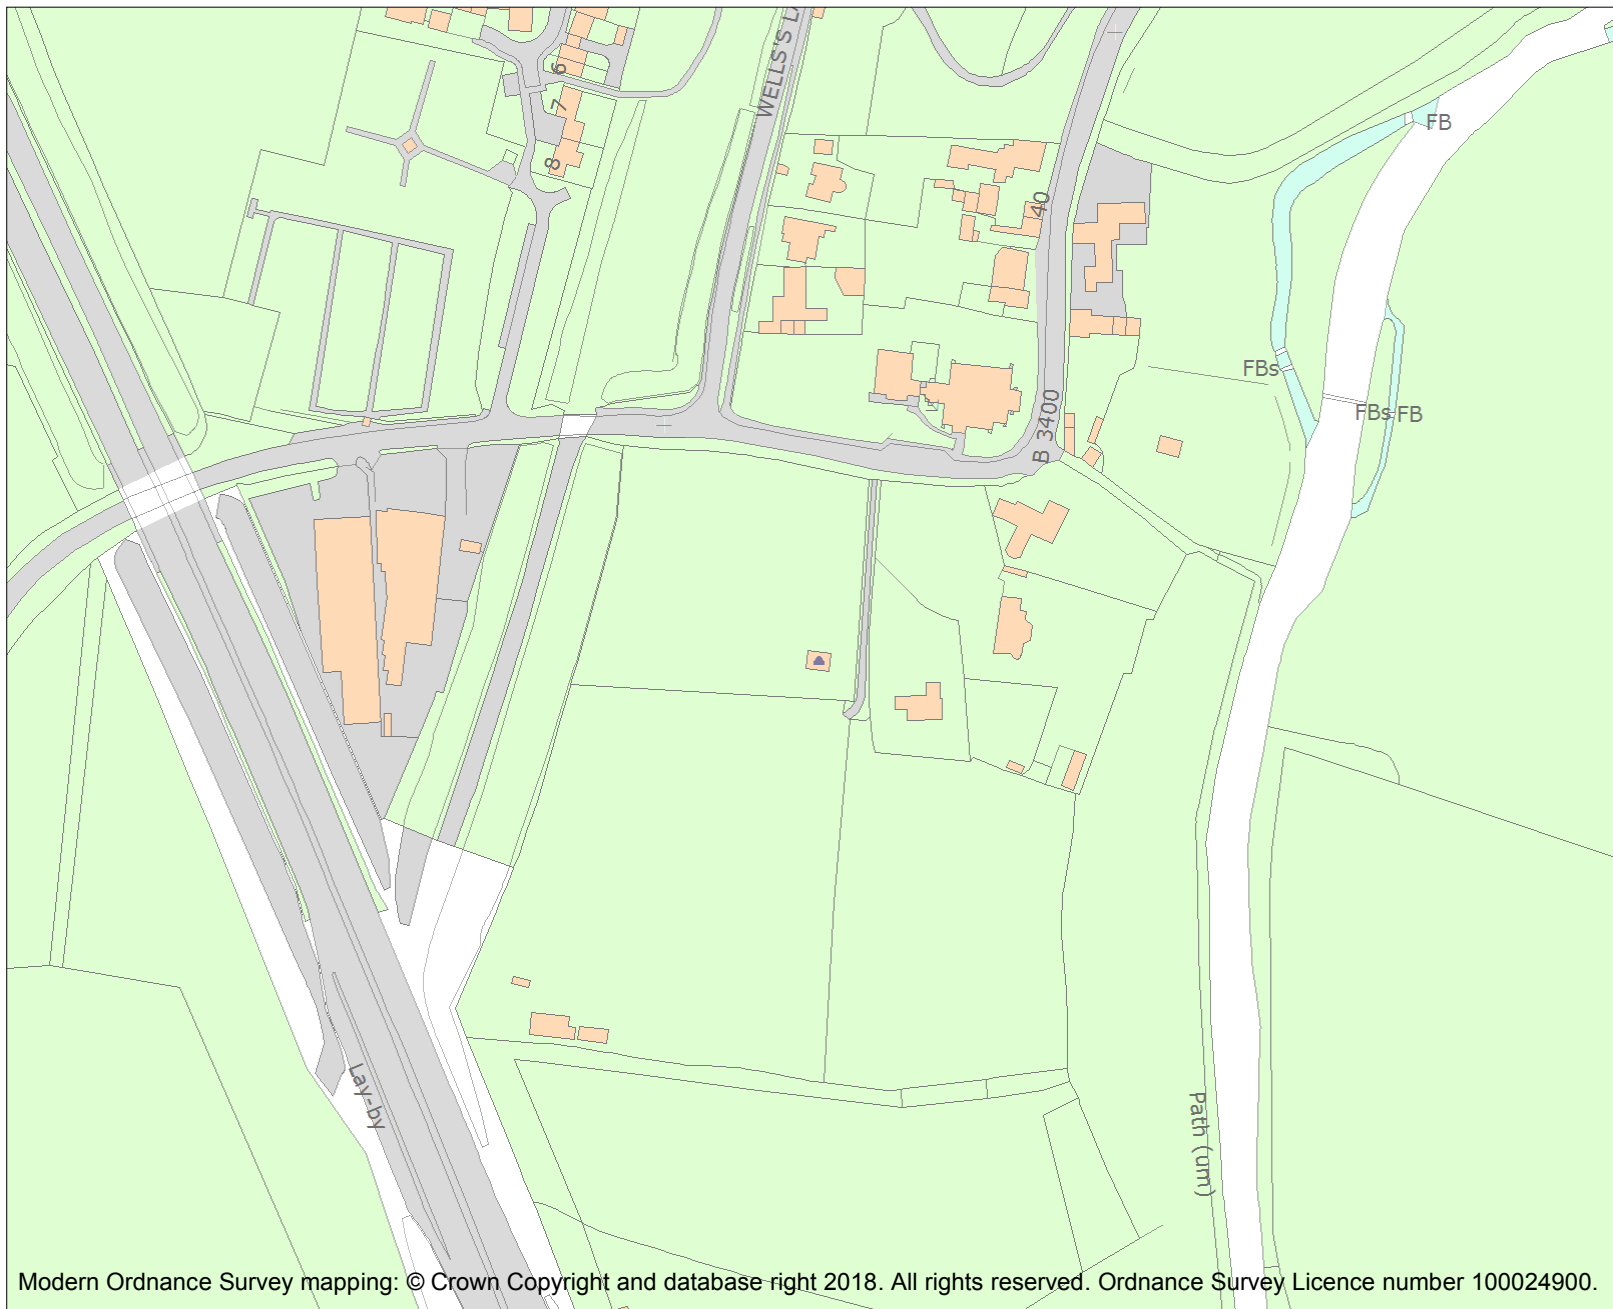 WELLS'S L
6
7
8
40
FB
FBs
FBs
FB
B 3400
Lay-by
Path (um)
Modern Ordnance Survey mapping: © Crown Copyright and database right 2018. All rights reserved. Ordnance Survey Licence number 100024900.